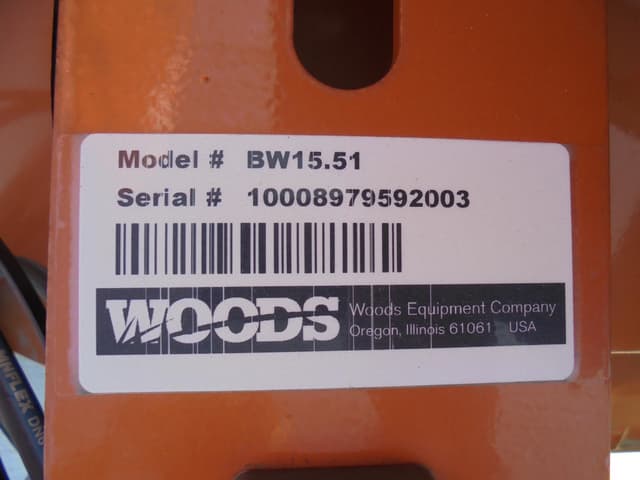 Model # BW15.51
Serial # 10008979592003
WOODS
Woods Equipment Company
Oregon, Illinois 61061 USA